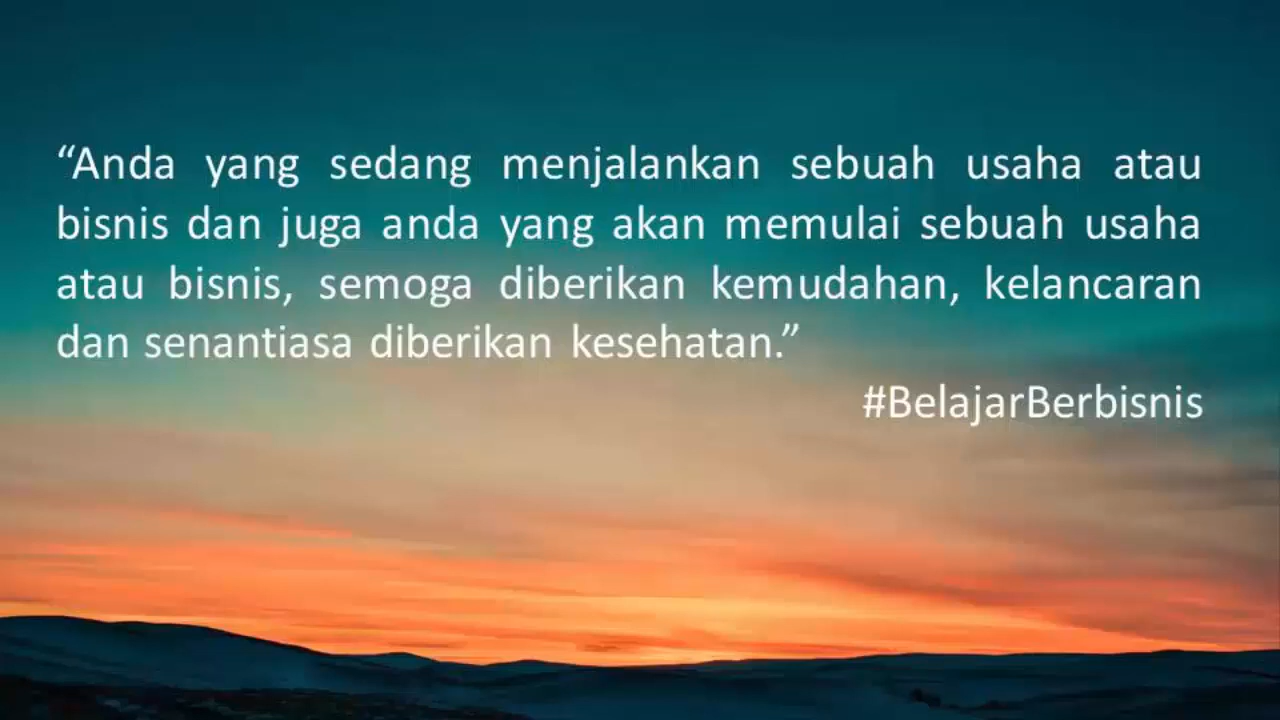 “Anda yang sedang menjalankan sebuah usaha atau
bisnis dan juga anda yang akan memulai sebuah usaha
atau bisnis, semoga diberikan kemudahan, kelancaran
dan senantiasa diberikan kesehatan.”
#BelajarBerbisnis